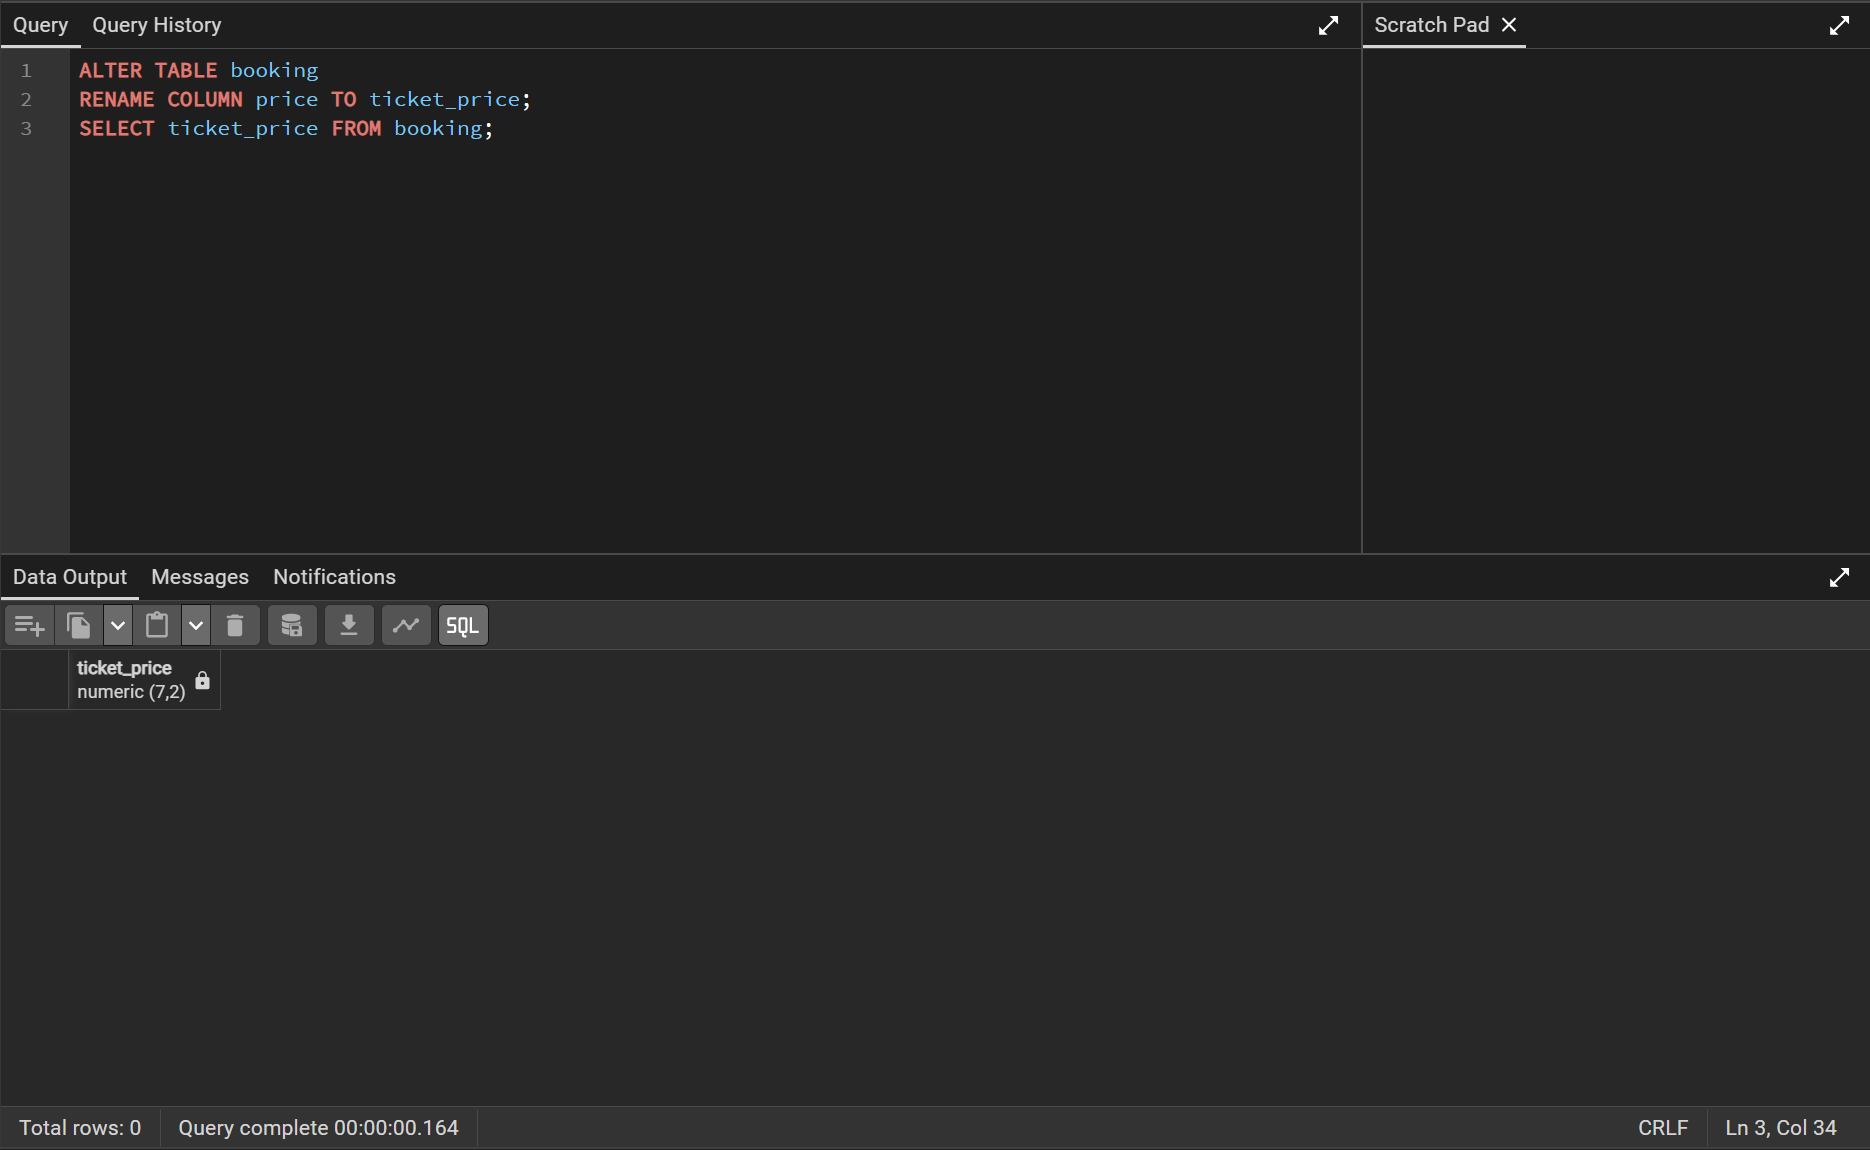 Query Query History
Scratch Pad
1 ALTER TABLE booking
2 RENAME COLUMN price TO ticket_price;
3 SELECT ticket_price FROM booking;
Data Output Messages Notifications
SQL
ticket_price
numeric (7,2)
Total rows: 0 Query complete 00:00:00.164 CRLF Ln 3, Col 34